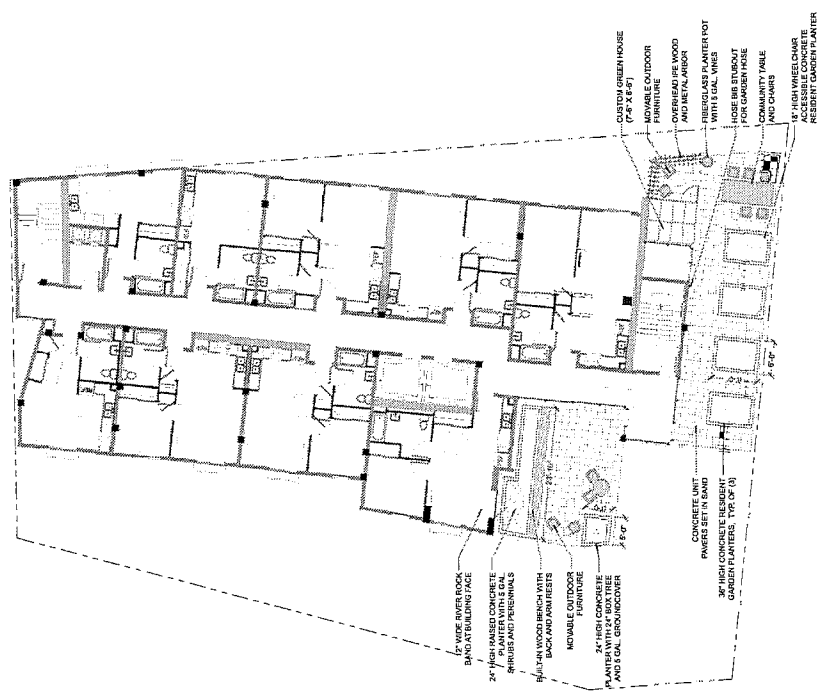 CUSTOM GREEN HOUSE
(7'-6" X 8'-6")
MOVABLE OUTDOOR
FURNITURE
OVERHEAD IPE WOOD
AND METAL ARBOR
FIBERGLASS PLANTER POT
WITH 5 GAL. VINES
HOSE BIB STUBOUT
FOR GARDEN HOSE
COMMUNITY TABLE
AND CHAIRS
18" HIGH WHEELCHAIR
ACCESSIBLE CONCRETE
RESIDENT GARDEN PLANTER
12" WIDE RIVER ROCK
BAND AT BUILDING FACE
24" HIGH RAISED CONCRETE
PLANTER WITH 5 GAL.
SHRUBS AND PERENNIALS
BUILT-IN WOOD BENCH WITH
BACK AND ARM RESTS
MOVABLE OUTDOOR
FURNITURE
24" HIGH CONCRETE
PLANTER WITH 24" BOX TREE
AND 5 GAL. GROUNDCOVER
5'-0"
CONCRETE UNIT
PAVERS SET IN SAND
36" HIGH CONCRETE RESIDENT
GARDEN PLANTERS, TYP. OF (3)
5'-0"